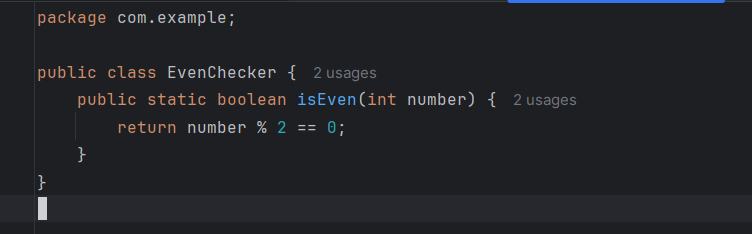 package com.example;
public class EvenChecker { 2 usages
public static boolean isEven(int number) { 2 usages
return number % 2 == 0;
}
}